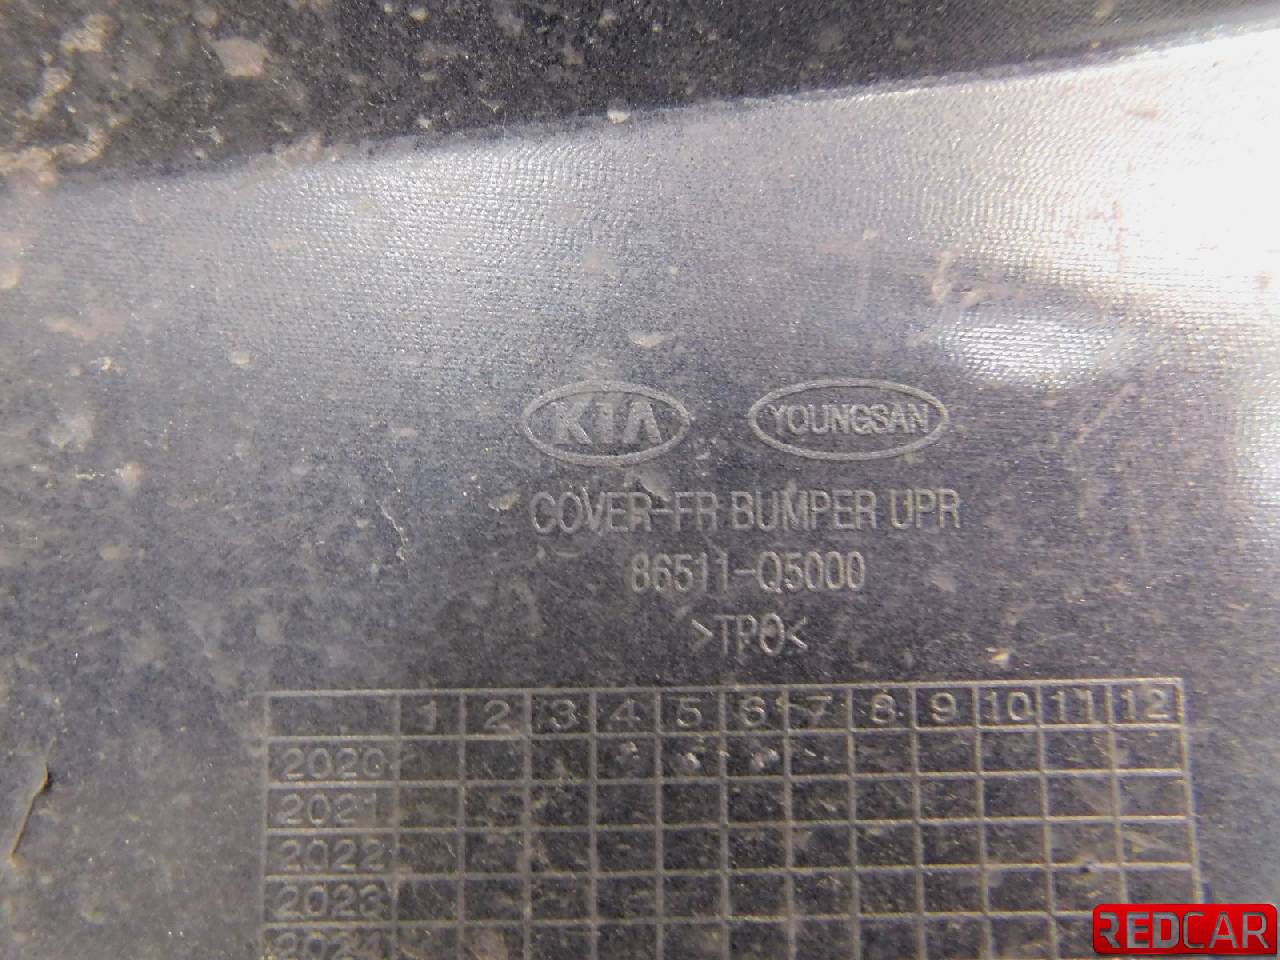 KIA YOUNGSAN
COVER-FR BUMPER UPR
86511-Q5000
>TPO<
1 2 3 4 5 6 7 8 9 10 11 12
2020
2021
2022
2023
2024
REDCAR